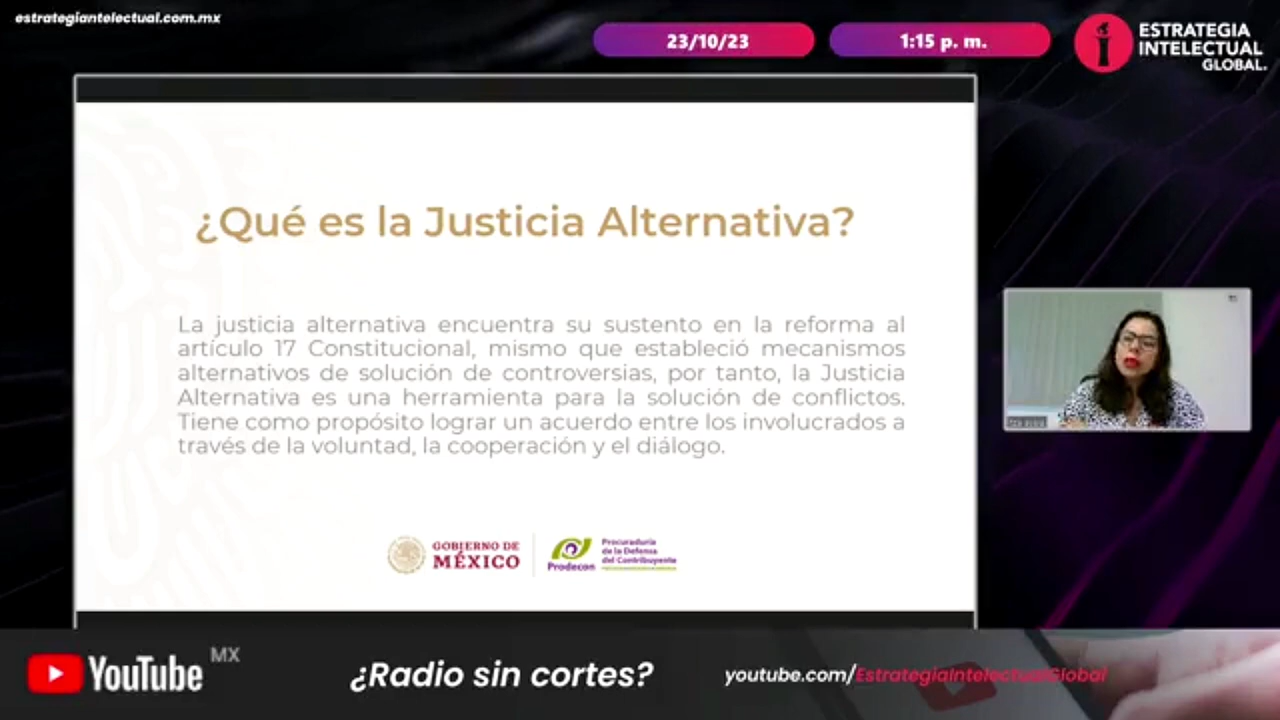 estrategiantelectual.com.mx
23/10/23
1:15 p. m.
ESTRATEGIA
INTELECTUAL
GLOBAL.
¿Qué es la Justicia Alternativa?
La justicia alternativa encuentra su sustento en la reforma al
artículo 17 Constitucional, mismo que estableció mecanismos
alternativos de solución de controversias, por tanto, la Justicia
Alternativa es una herramienta para la solución de conflictos.
Tiene como propósito lograr un acuerdo entre los involucrados a
través de la voluntad, la cooperación y el diálogo.
GOBIERNO DE
MÉXICO
Prodecon
Procuraduría
de la Defensa
del Contribuyente
YouTube MX
¿Radio sin cortes?
youtube.com/EstrategiaIntelectualGlobal